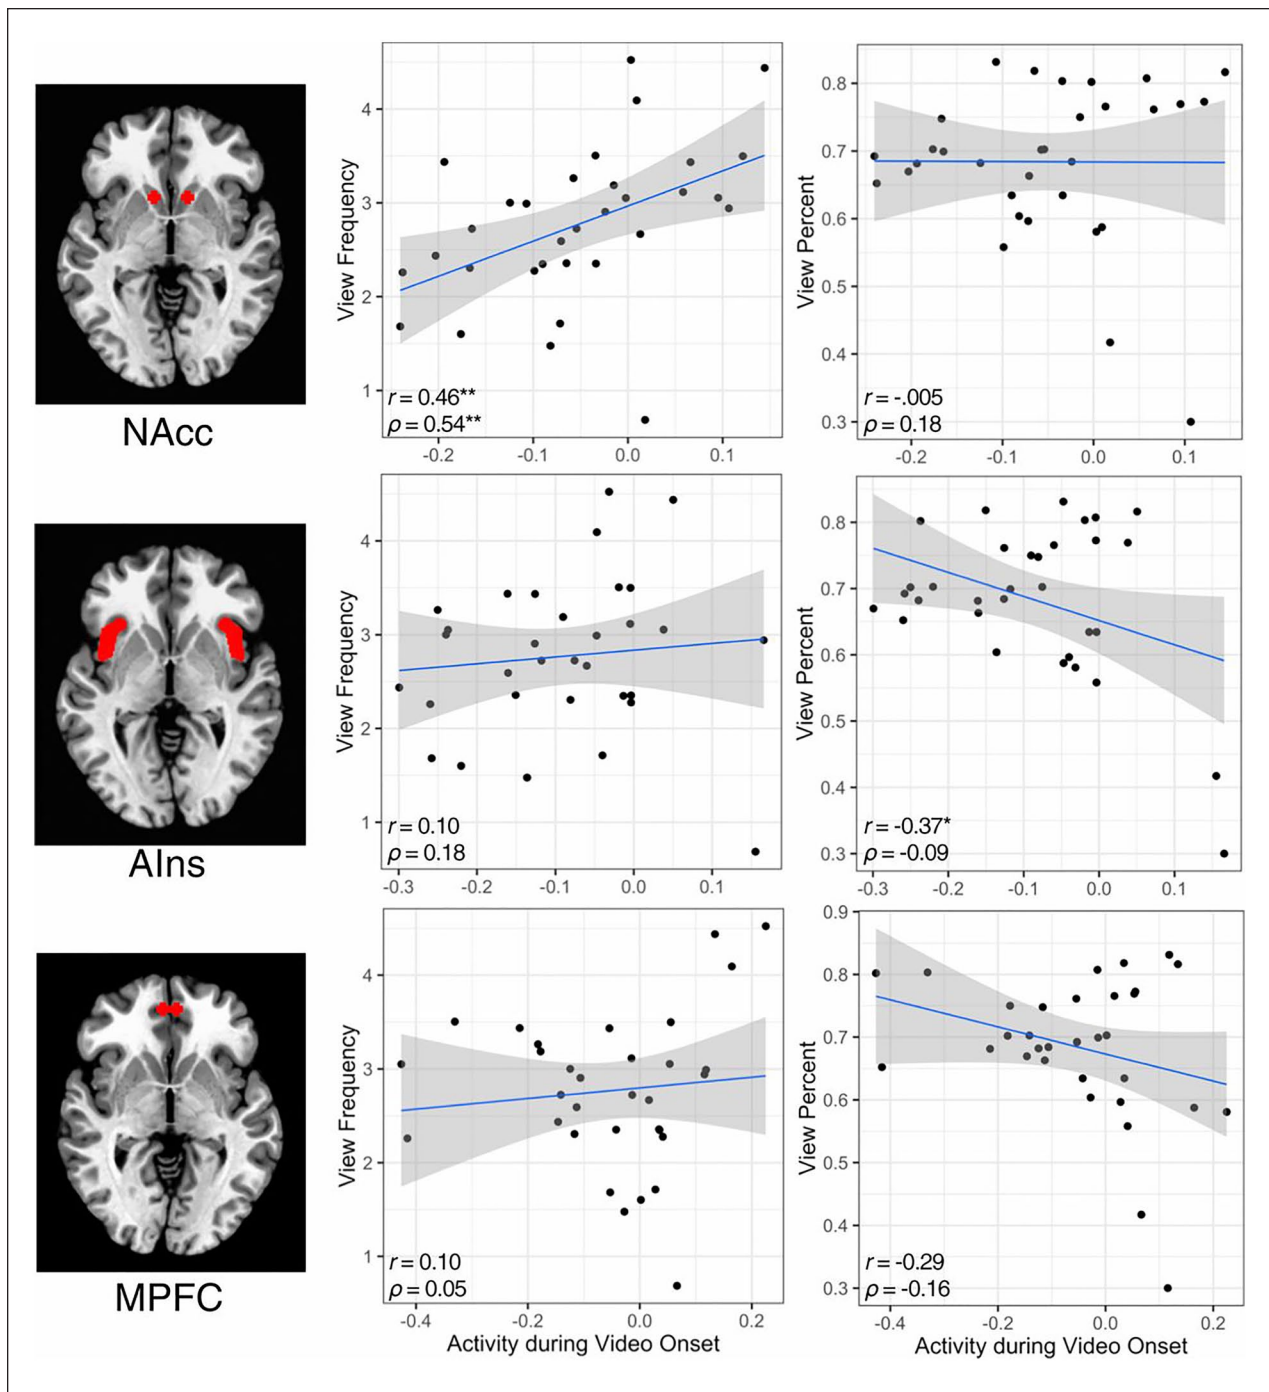 View Frequency
4
3
2
1
r = 0.46**
ρ = 0.54**
-0.2 -0.1 0.0 0.1
View Percent
0.8
0.7
0.6
0.5
0.4
0.3
r = -.005
ρ = 0.18
-0.2 -0.1 0.0 0.1
NAcc
View Frequency
4
3
2
1
r = 0.10
ρ = 0.18
-0.3 -0.2 -0.1 0.0 0.1
View Percent
0.8
0.7
0.6
0.5
0.4
0.3
r = -0.37*
ρ = -0.09
-0.3 -0.2 -0.1 0.0 0.1
AIns
View Frequency
4
3
2
1
r = 0.10
ρ = 0.05
-0.4 -0.2 0.0 0.2
Activity during Video Onset
View Percent
0.9
0.8
0.7
0.6
0.5
0.4
0.3
r = -0.29
ρ = -0.16
-0.4 -0.2 0.0 0.2
Activity during Video Onset
MPFC